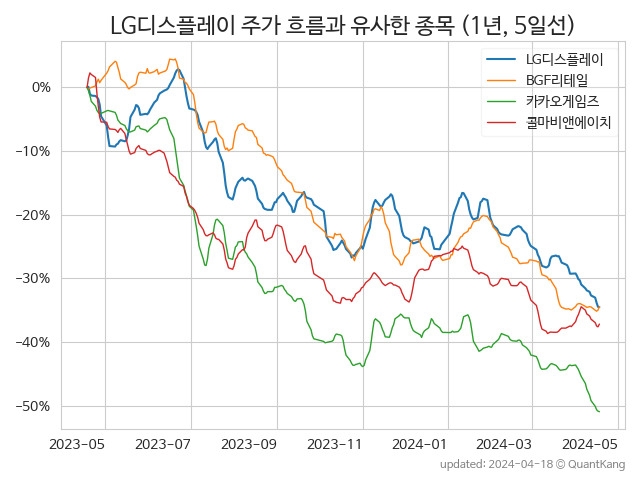 LG디스플레이 주가 흐름과 유사한 종목 (1년, 5일선)
LG디스플레이
BGF리테일
카카오게임즈
콜마비앤에이치
0%
−10%
−20%
−30%
−40%
−50%
2023-05 2023-07 2023-09 2023-11 2024-01 2024-03 2024-05
updated: 2024-04-18 © QuantKang